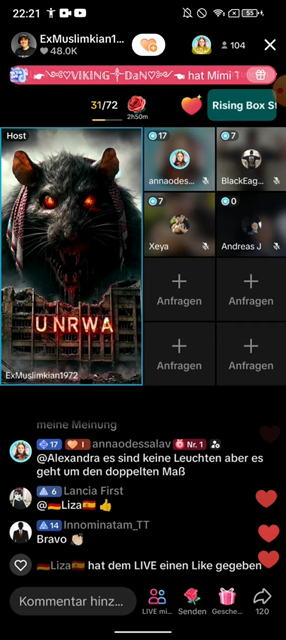 22:21
55%
ExMuslimkian1...
48.0K
104
༺♡VIKING༒DaN♡༻ hat Mimi
31/72
2h50m
Rising Box St
Host
17
annaodes...
7
BlackEag...
7
Xeya
0
Andreas J
UNRWA
ExMuslimkian1972
+
Anfragen
+
Anfragen
+
Anfragen
+
Anfragen
meine Meinung
17 I annaodessalav Nr. 1
@Alexandra es sind keine Leuchten aber es
geht um den doppelten Maß
6 Lancia First
@🇩🇪Liza🇪🇸 👍
14 Innominatam_TT
Bravo 👏🏻
🇩🇪Liza🇪🇸 hat dem LIVE einen Like gegeben
Kommentar hinz...
LIVE mi...
Senden
Gesche...
120